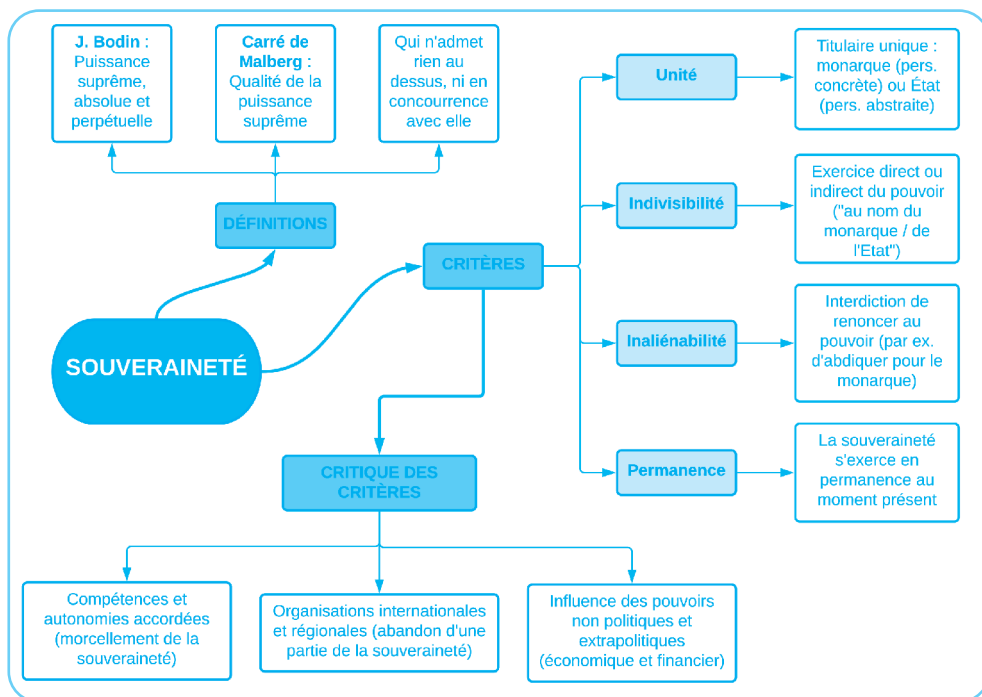 J. Bodin :
Puissance
suprême,
absolue et
perpétuelle
Carré de
Malberg :
Qualité de la
puissance
suprême
Qui n'admet
rien au
dessus, ni en
concurrence
avec elle
DÉFINITIONS
SOUVERAINETÉ
CRITÈRES
Unité
Titulaire unique :
monarque (pers.
concrète) ou État
(pers. abstraite)
Indivisibilité
Exercice direct ou
indirect du pouvoir
("au nom du
monarque / de
l'Etat")
Inaliénabilité
Interdiction de
renoncer au
pouvoir (par ex.
d'abdiquer pour le
monarque)
Permanence
La souveraineté
s'exerce en
permanence au
moment présent
CRITIQUE DES
CRITÈRES
Compétences et
autonomies accordées
(morcellement de la
souveraineté)
Organisations internationales
et régionales (abandon d'une
partie de la souveraineté)
Influence des pouvoirs
non politiques et
extrapolitiques
(économique et financier)